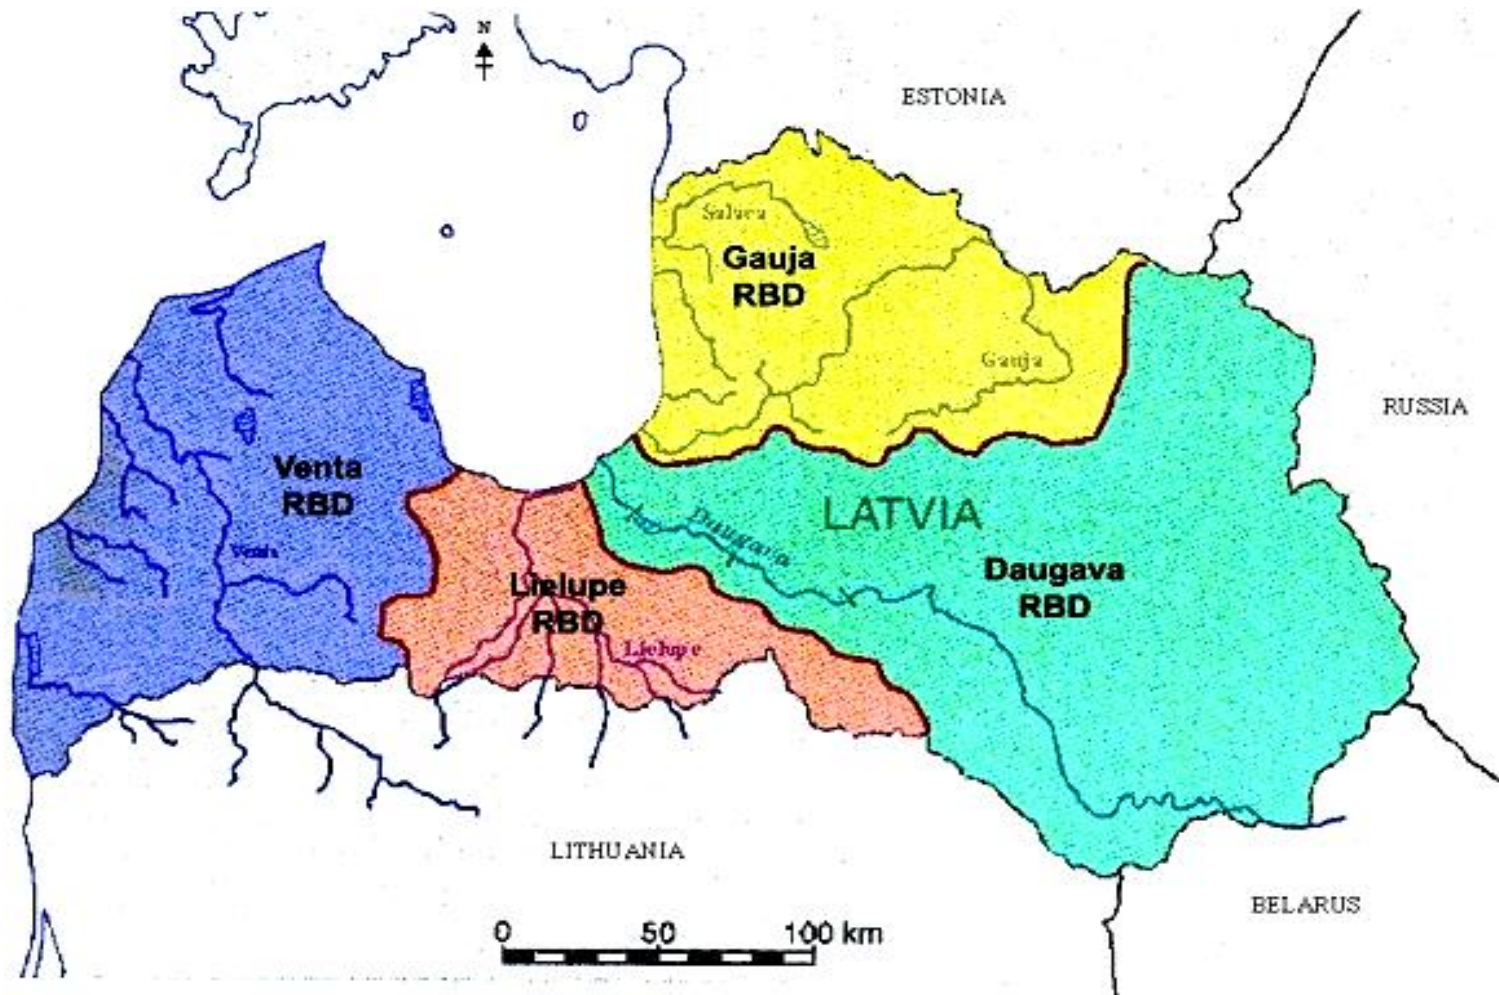 N
ESTONIA
Salaca
Gauja
RBD
Gauja
RUSSIA
Venta
RBD
LATVIA
Daugava
Venta
Daugava
RBD
Lielupe
RBD
Lielupe
LITHUANIA
BELARUS
0 50 100 km